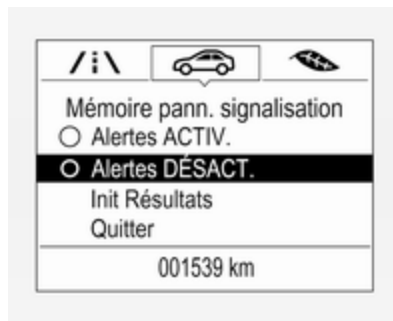 Mémoire pann. signalisation
Alertes ACTIV.
Alertes DÉSACT.
Init Résultats
Quitter
001539 km